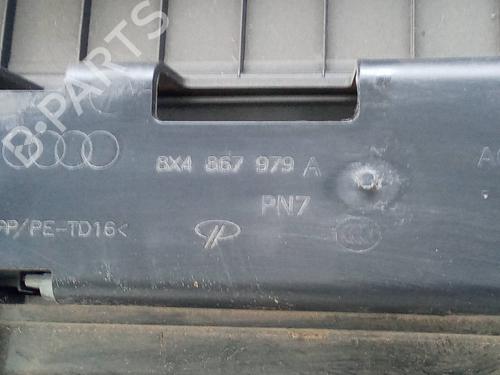 B-PARTS
8X4 867 979 A
PN7
PP/PE-TD16<